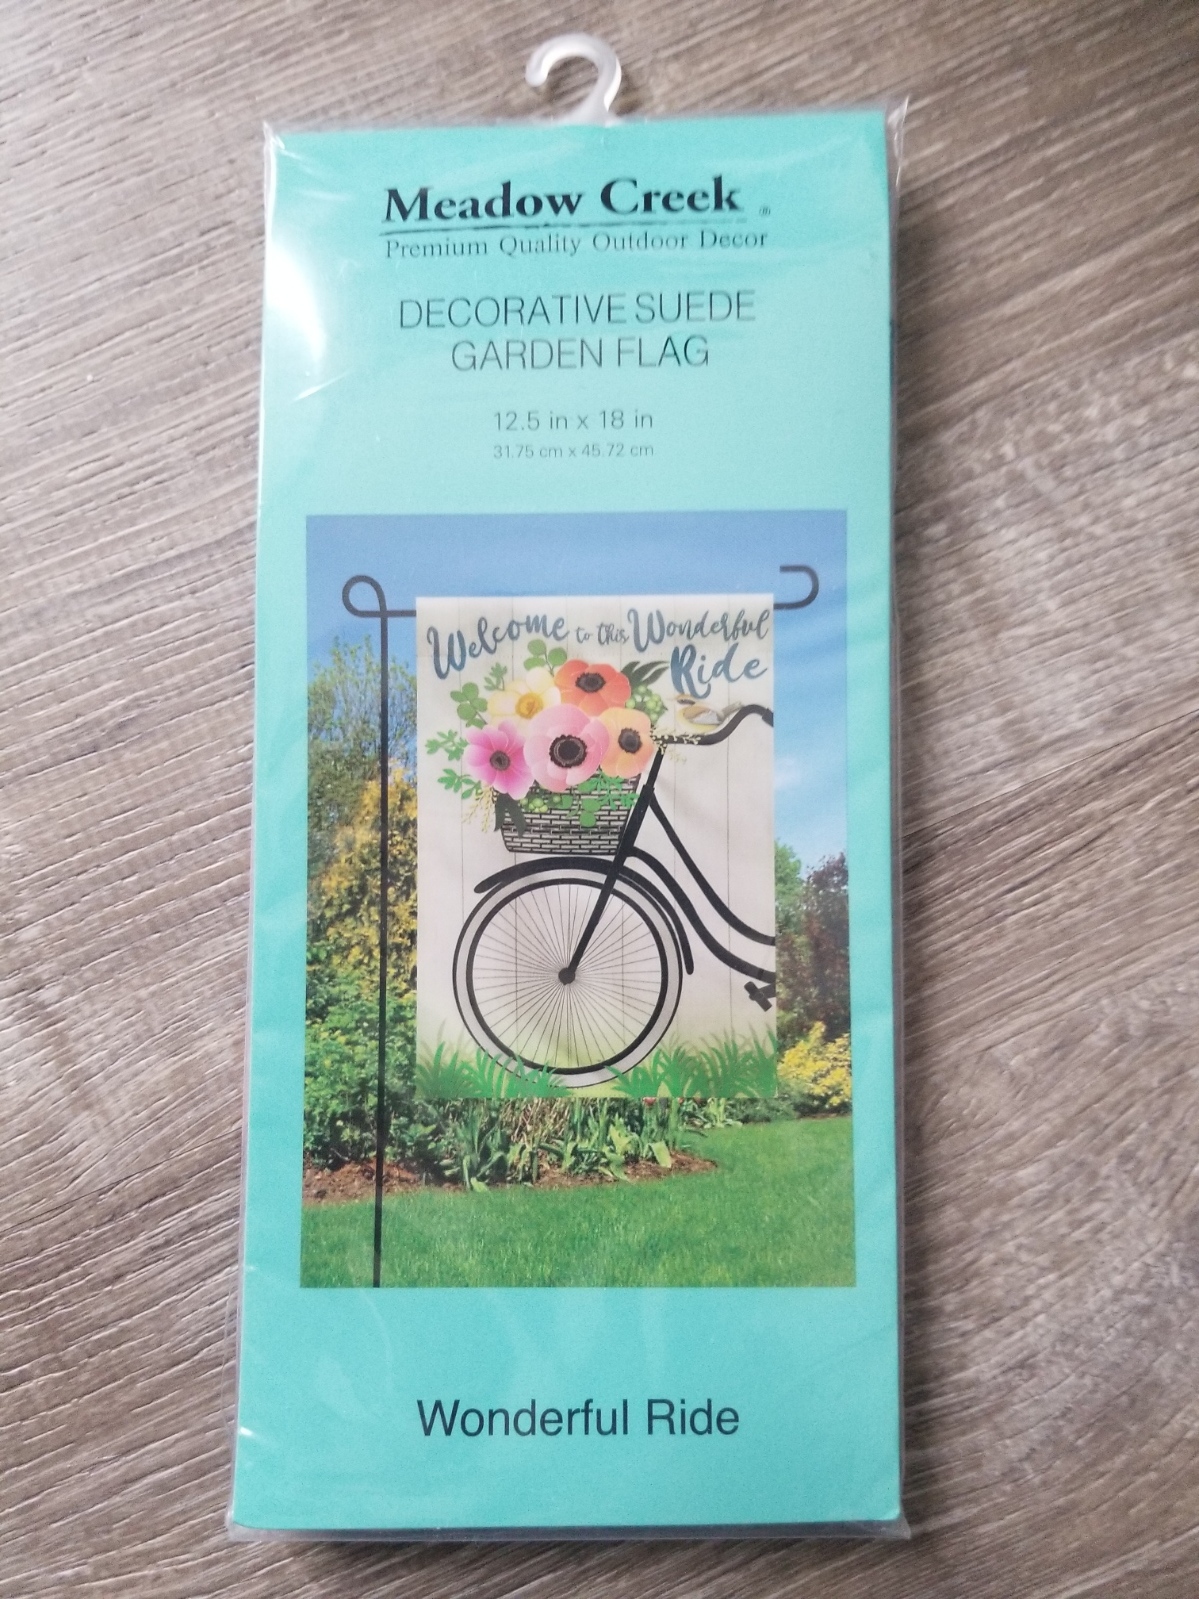 Meadow Creek ®
Premium Quality Outdoor Decor
DECORATIVE SUEDE
GARDEN FLAG
12.5 in x 18 in
31.75 cm x 45.72 cm
Welcome to this Wonderful
Ride
Wonderful Ride